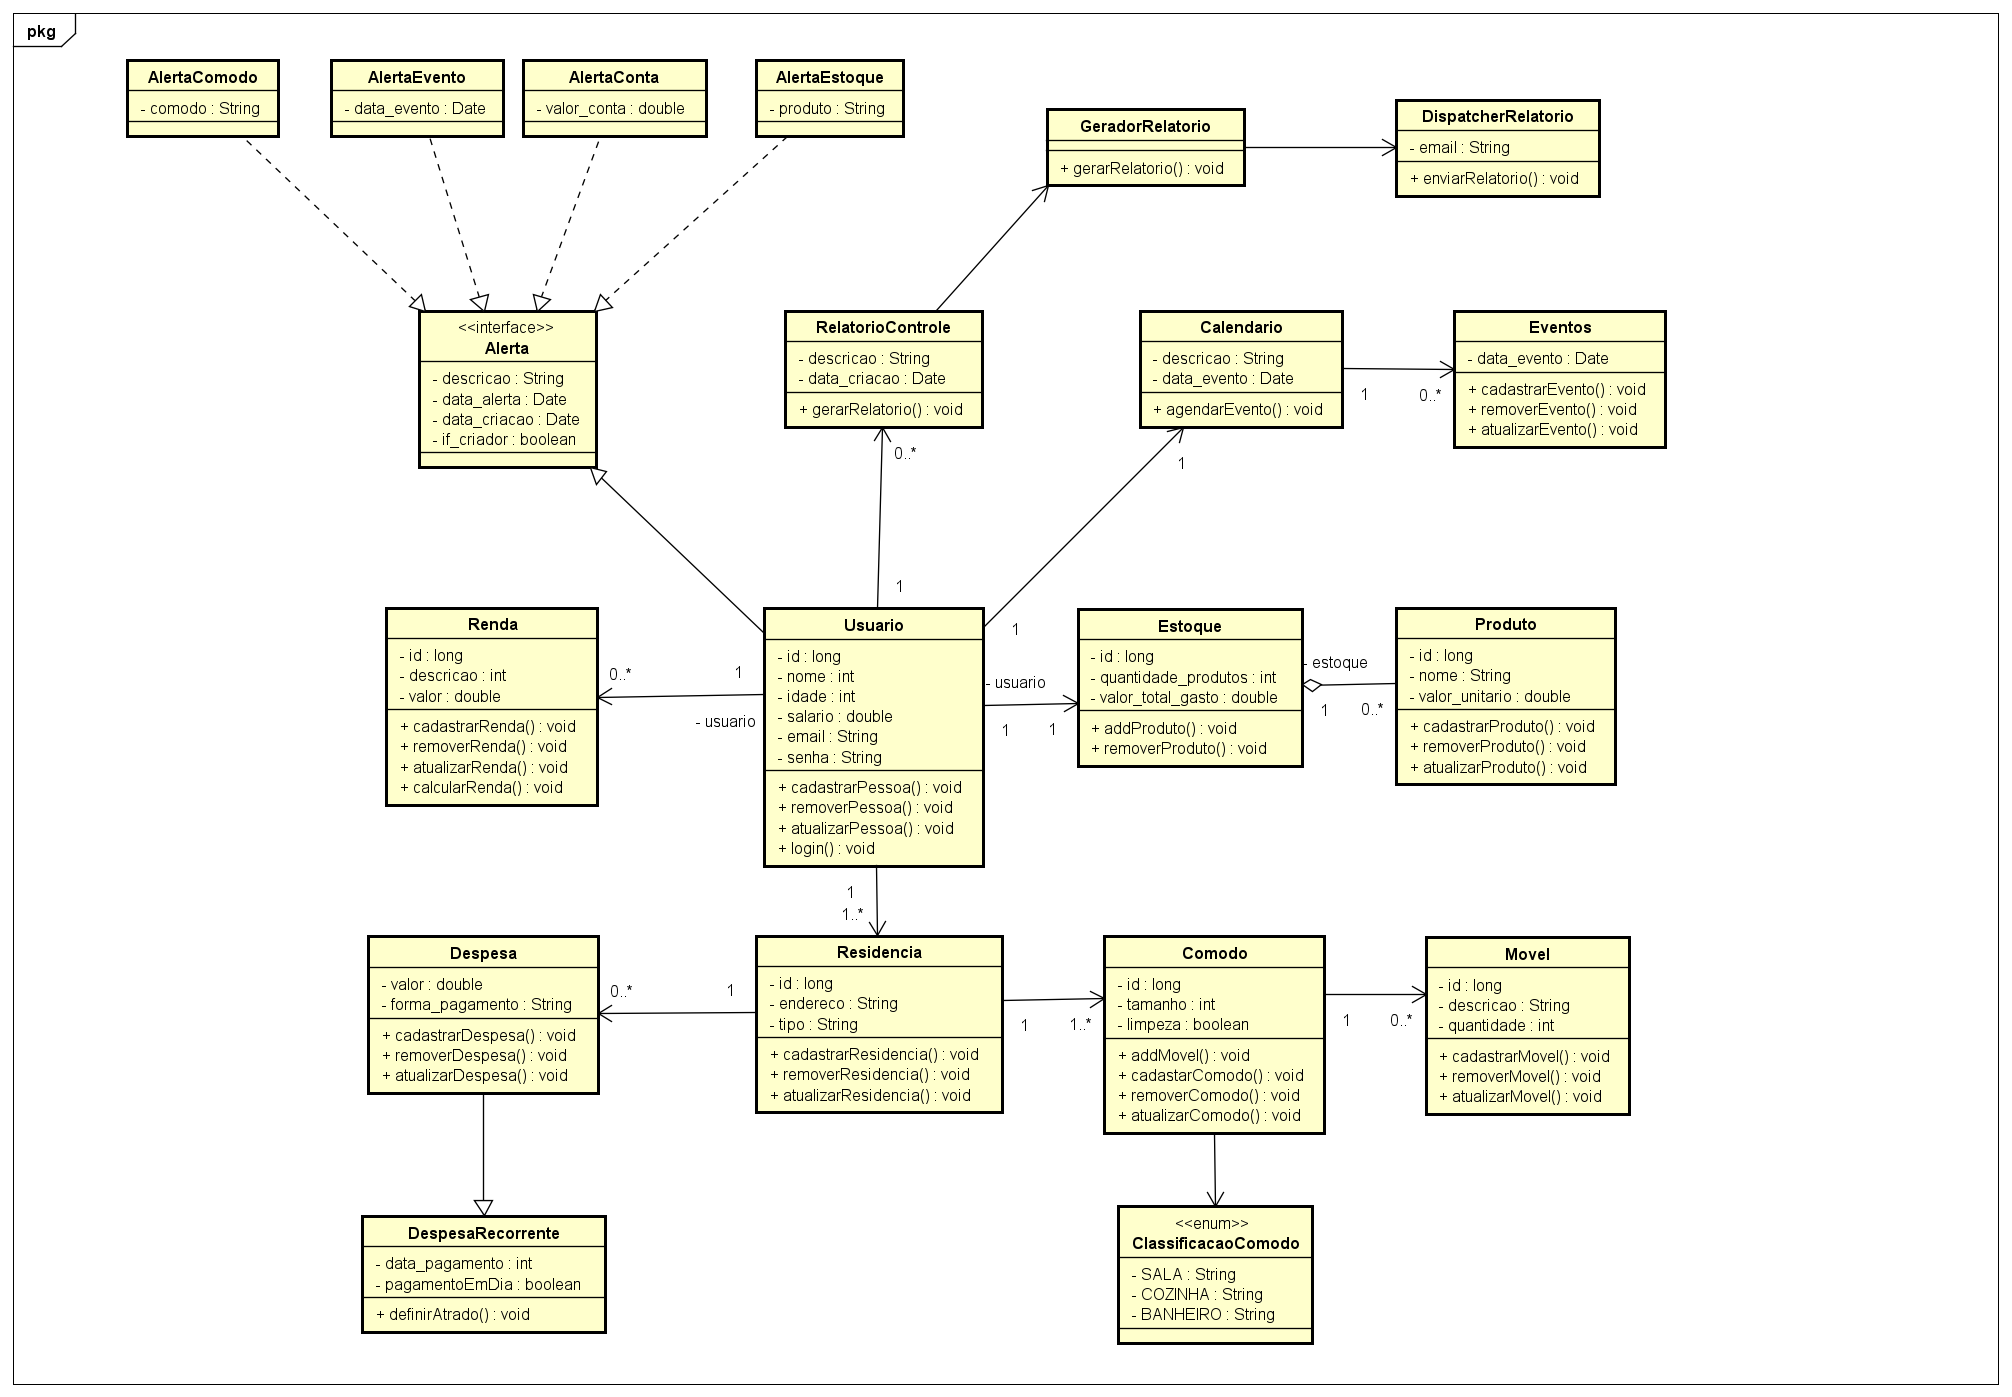 pkg
AlertaComodo
- comodo : String
AlertaEvento
- data_evento : Date
AlertaConta
- valor_conta : double
AlertaEstoque
- produto : String
GeradorRelatorio
+ gerarRelatorio() : void
DispatcherRelatorio
- email : String
+ enviarRelatorio() : void
<<interface>>
Alerta
- descricao : String
- data_alerta : Date
- data_criacao : Date
- if_criador : boolean
RelatorioControle
- descricao : String
- data_criacao : Date
+ gerarRelatorio() : void
0..*
1
Calendario
- descricao : String
- data_evento : Date
+ agendarEvento() : void
1
1
1
0..*
Eventos
- data_evento : Date
+ cadastrarEvento() : void
+ removerEvento() : void
+ atualizarEvento() : void
Renda
- id : long
- descricao : int
- valor : double
+ cadastrarRenda() : void
+ removerRenda() : void
+ atualizarRenda() : void
+ calcularRenda() : void
0..*
1
- usuario
Usuario
- id : long
- nome : int
- idade : int
- salario : double
- email : String
- senha : String
+ cadastrarPessoa() : void
+ removerPessoa() : void
+ atualizarPessoa() : void
+ login() : void
- usuario
1
1
Estoque
- id : long
- quantidade_produtos : int
- valor_total_gasto : double
+ addProduto() : void
+ removerProduto() : void
- estoque
1
0..*
Produto
- id : long
- nome : String
- valor_unitario : double
+ cadastrarProduto() : void
+ removerProduto() : void
+ atualizarProduto() : void
1
1..*
Despesa
- valor : double
- forma_pagamento : String
+ cadastrarDespesa() : void
+ removerDespesa() : void
+ atualizarDespesa() : void
0..*
1
Residencia
- id : long
- endereco : String
- tipo : String
+ cadastrarResidencia() : void
+ removerResidencia() : void
+ atualizarResidencia() : void
1
1..*
Comodo
- id : long
- tamanho : int
- limpeza : boolean
+ addMovel() : void
+ cadastarComodo() : void
+ removerComodo() : void
+ atualizarComodo() : void
1
0..*
Movel
- id : long
- descricao : String
- quantidade : int
+ cadastrarMovel() : void
+ removerMovel() : void
+ atualizarMovel() : void
DespesaRecorrente
- data_pagamento : int
- pagamentoEmDia : boolean
+ definirAtrado() : void
<<enum>>
ClassificacaoComodo
- SALA : String
- COZINHA : String
- BANHEIRO : String